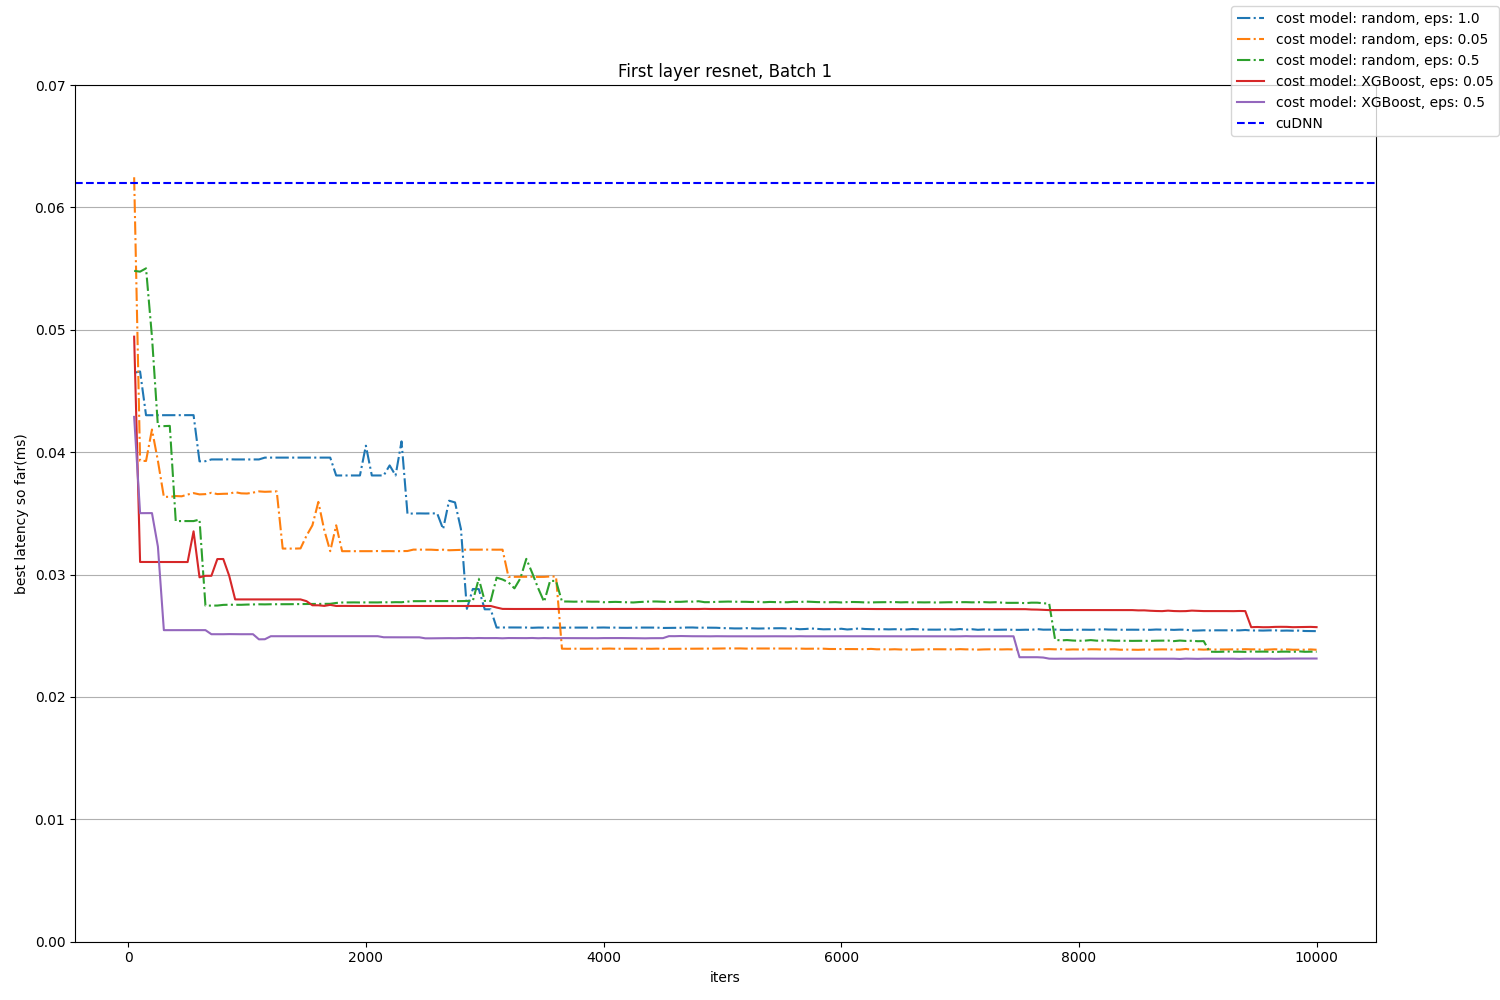 cost model: random, eps: 1.0
cost model: random, eps: 0.05
cost model: random, eps: 0.5
cost model: XGBoost, eps: 0.05
cost model: XGBoost, eps: 0.5
cuDNN
First layer resnet, Batch 1
0.07
0.06
0.05
0.04
0.03
0.02
0.01
0.00
best latency so far(ms)
0
2000
4000
6000
8000
10000
iters